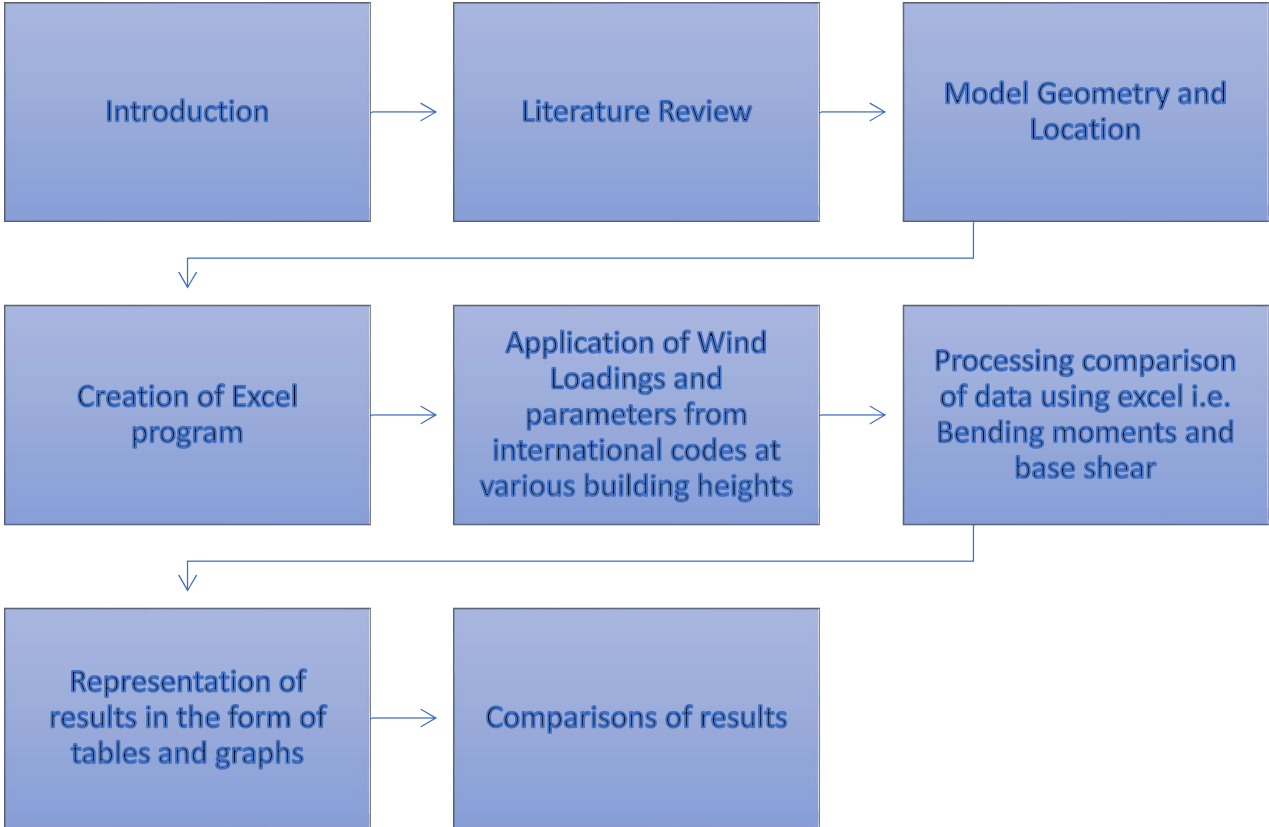 Introduction
Literature Review
Model Geometry and
Location
Creation of Excel
program
Application of Wind
Loadings and
parameters from
international codes at
various building heights
Processing comparison
of data using excel i.e.
Bending moments and
base shear
Representation of
results in the form of
tables and graphs
Comparisons of results